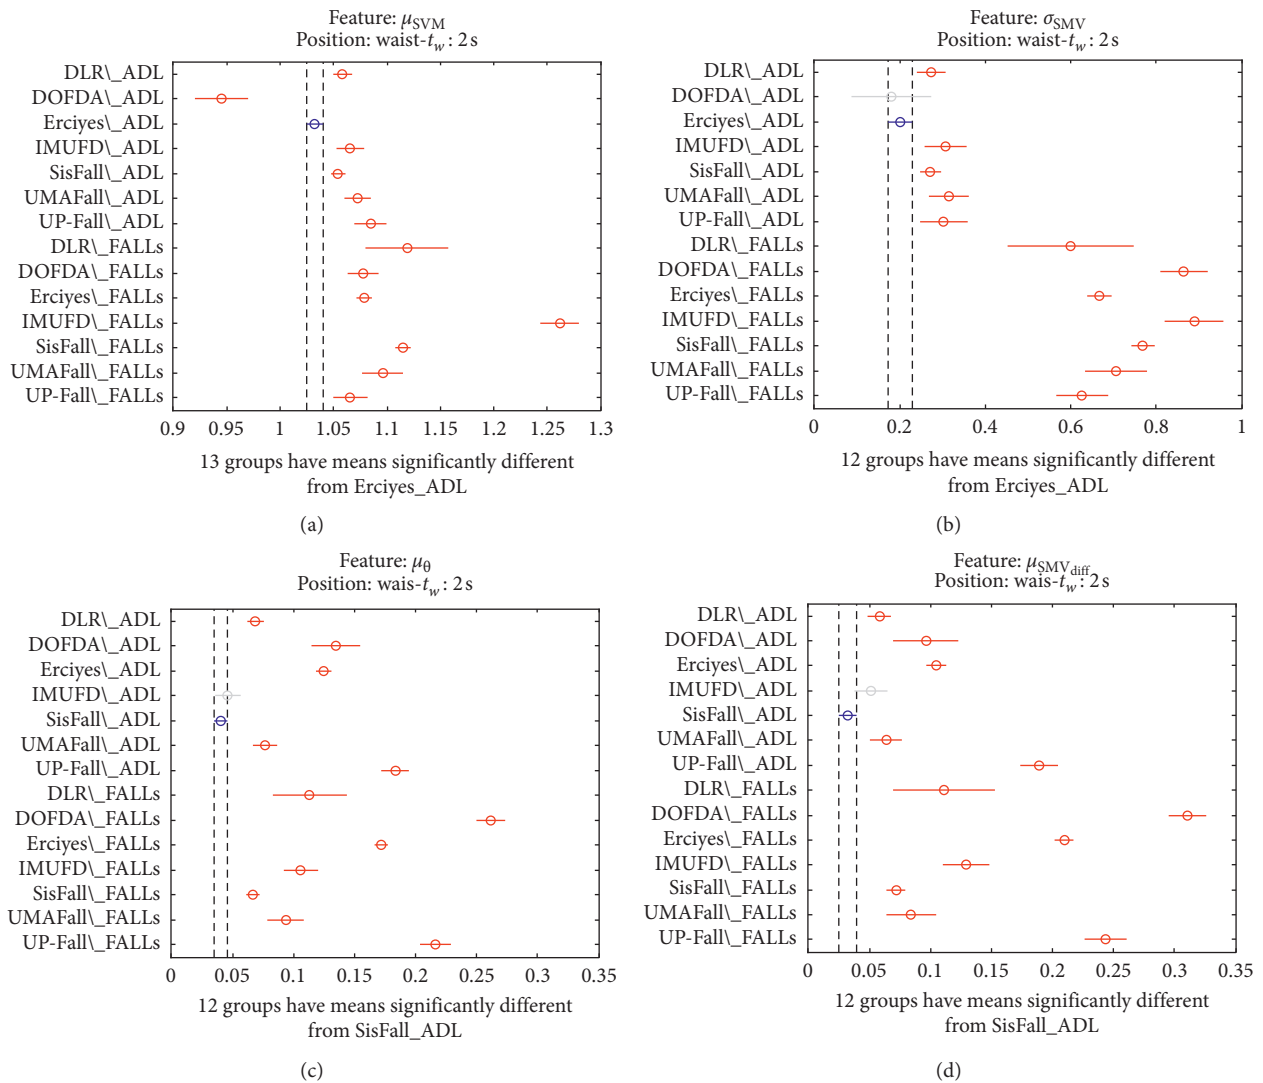 Feature: μSVM
Position: waist-tw: 2 s
DLR\_ADL
DOFDA\_ADL
Erciyes\_ADL
IMUFD\_ADL
SisFall\_ADL
UMAFall\_ADL
UP-Fall\_ADL
DLR\_FALLs
DOFDA\_FALLs
Erciyes\_FALLs
IMUFD\_FALLs
SisFall\_FALLs
UMAFall\_FALLs
UP-Fall\_FALLs
0.9 0.95 1 1.05 1.1 1.15 1.2 1.25 1.3
13 groups have means significantly different
from Erciyes_ADL
(a)
Feature: σSMV
Position: waist-tw: 2 s
DLR\_ADL
DOFDA\_ADL
Erciyes\_ADL
IMUFD\_ADL
SisFall\_ADL
UMAFall\_ADL
UP-Fall\_ADL
DLR\_FALLs
DOFDA\_FALLs
Erciyes\_FALLs
IMUFD\_FALLs
SisFall\_FALLs
UMAFall\_FALLs
UP-Fall\_FALLs
0 0.2 0.4 0.6 0.8 1
12 groups have means significantly different
from Erciyes_ADL
(b)
Feature: μθ
Position: wais-tw: 2 s
DLR\_ADL
DOFDA\_ADL
Erciyes\_ADL
IMUFD\_ADL
SisFall\_ADL
UMAFall\_ADL
UP-Fall\_ADL
DLR\_FALLs
DOFDA\_FALLs
Erciyes\_FALLs
IMUFD\_FALLs
SisFall\_FALLs
UMAFall\_FALLs
UP-Fall\_FALLs
0 0.05 0.1 0.15 0.2 0.25 0.3 0.35
12 groups have means significantly different
from SisFall_ADL
(c)
Feature: μSMVdiff
Position: wais-tw: 2 s
DLR\_ADL
DOFDA\_ADL
Erciyes\_ADL
IMUFD\_ADL
SisFall\_ADL
UMAFall\_ADL
UP-Fall\_ADL
DLR\_FALLs
DOFDA\_FALLs
Erciyes\_FALLs
IMUFD\_FALLs
SisFall\_FALLs
UMAFall\_FALLs
UP-Fall\_FALLs
0 0.05 0.1 0.15 0.2 0.25 0.3 0.35
12 groups have means significantly different
from SisFall_ADL
(d)